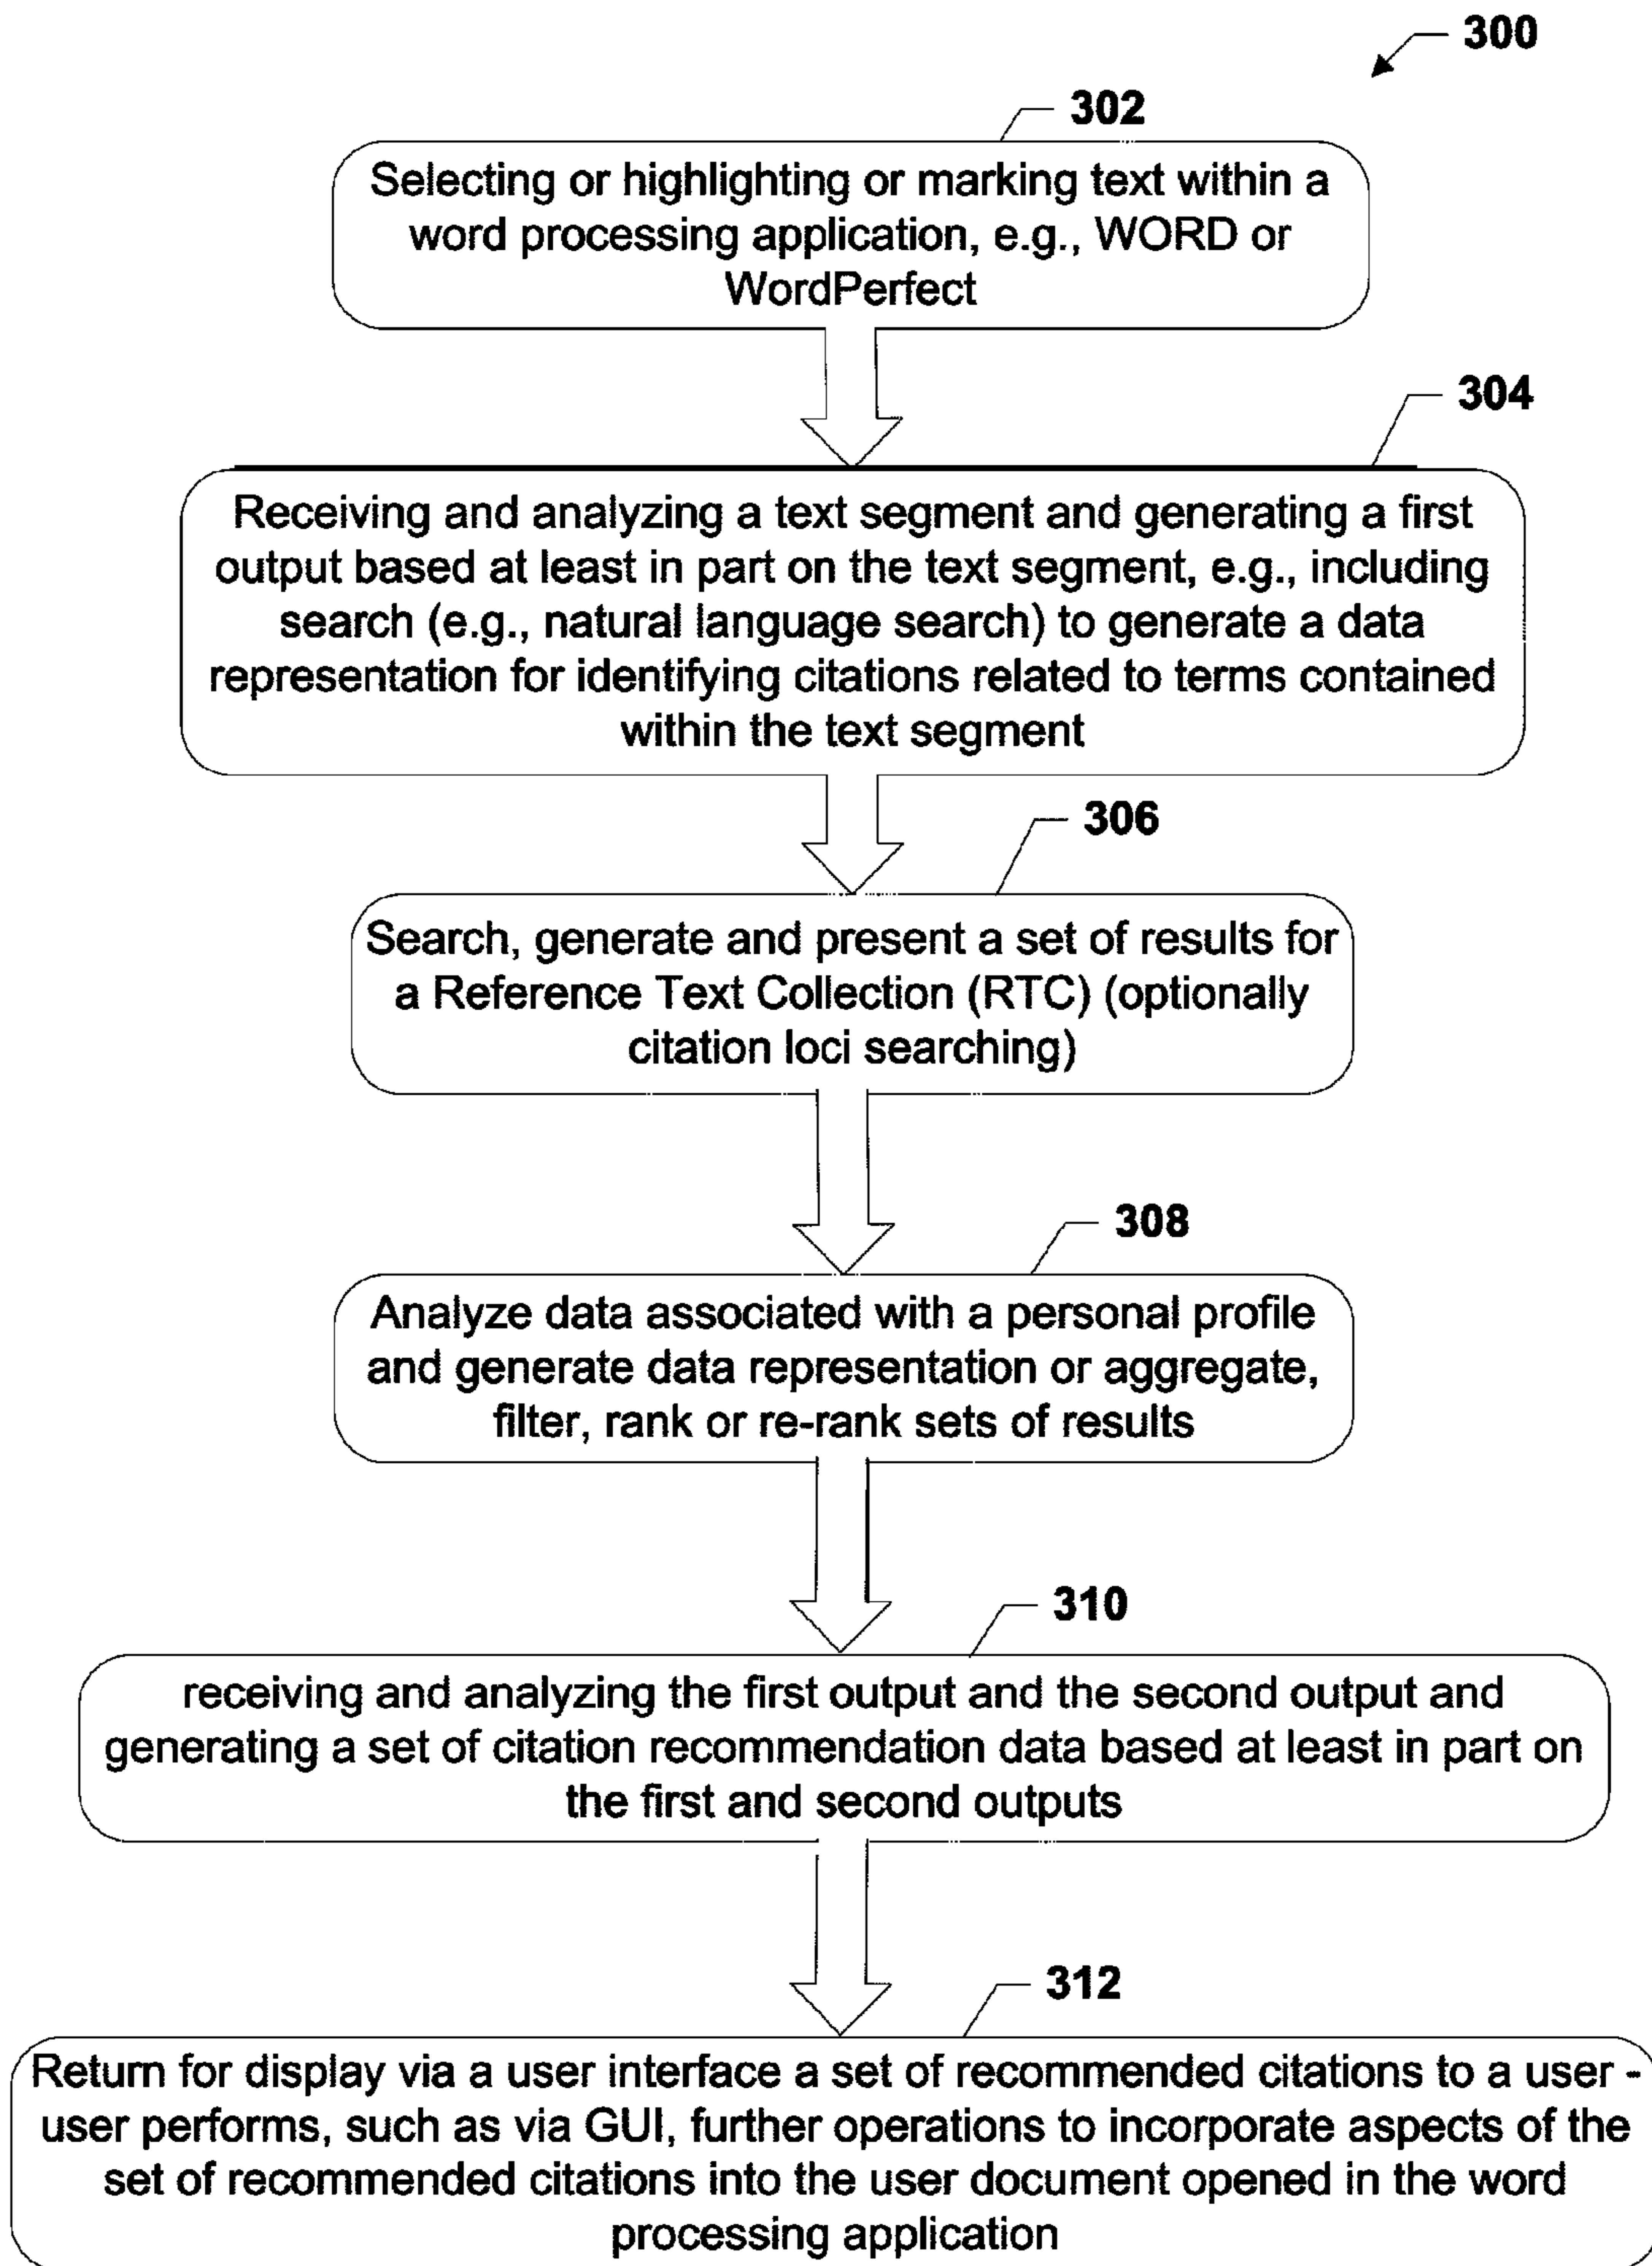 300
302
Selecting or highlighting or marking text within a
word processing application, e.g., WORD or
WordPerfect
304
Receiving and analyzing a text segment and generating a first
output based at least in part on the text segment, e.g., including
search (e.g., natural language search) to generate a data
representation for identifying citations related to terms contained
within the text segment
306
Search, generate and present a set of results for
a Reference Text Collection (RTC) (optionally
citation loci searching)
308
Analyze data associated with a personal profile
and generate data representation or aggregate,
filter, rank or re-rank sets of results
310
receiving and analyzing the first output and the second output and
generating a set of citation recommendation data based at least in part on
the first and second outputs
312
Return for display via a user interface a set of recommended citations to a user -
user performs, such as via GUI, further operations to incorporate aspects of the
set of recommended citations into the user document opened in the word
processing application